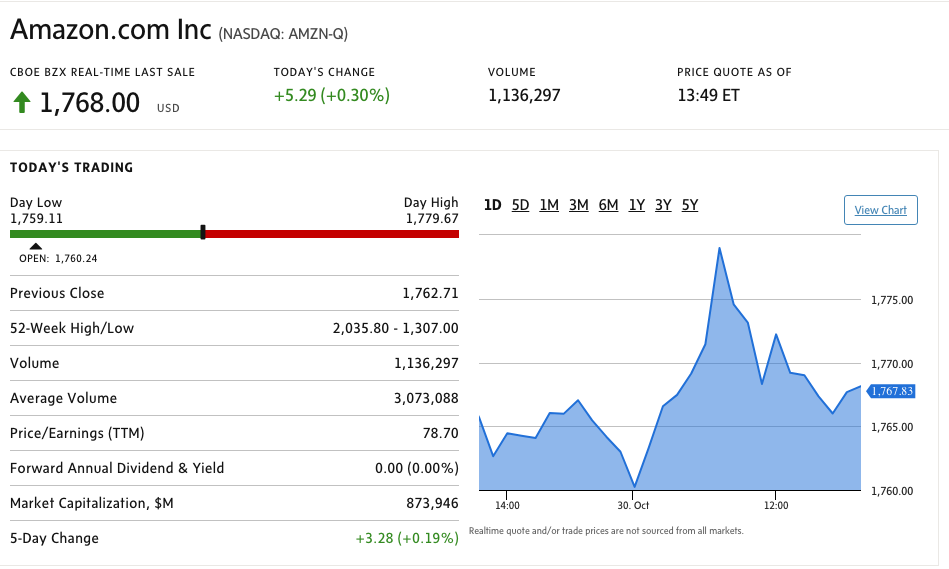 Amazon.com Inc (NASDAQ: AMZN-Q)
CBOE BZX REAL-TIME LAST SALE
1,768.00 USD
TODAY'S CHANGE
+5.29 (+0.30%)
VOLUME
1,136,297
PRICE QUOTE AS OF
13:49 ET
TODAY'S TRADING
Day Low
1,759.11
Day High
1,779.67
OPEN: 1,760.24
Previous Close 1,762.71
52-Week High/Low 2,035.80 - 1,307.00
Volume 1,136,297
Average Volume 3,073,088
Price/Earnings (TTM) 78.70
Forward Annual Dividend & Yield 0.00 (0.00%)
Market Capitalization, $M 873,946
5-Day Change +3.28 (+0.19%)
1D 5D 1M 3M 6M 1Y 3Y 5Y
View Chart
1,775.00
1,770.00
1,767.83
1,765.00
1,760.00
14:00 30. Oct 12:00
Realtime quote and/or trade prices are not sourced from all markets.